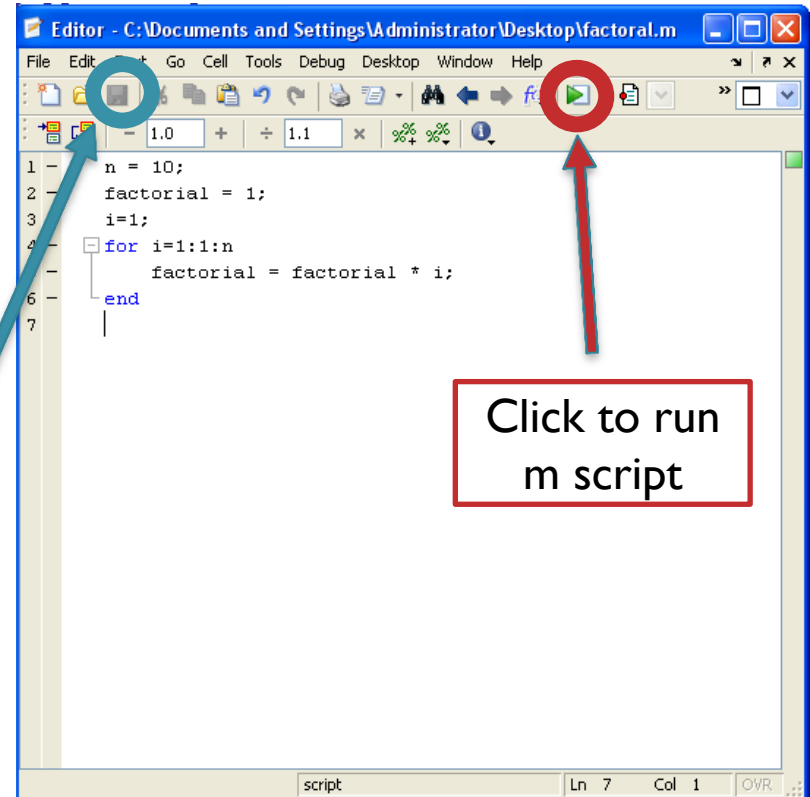 Editor - C:\Documents and Settings\Administrator\Desktop\factoral.m
File Edit Go Cell Tools Debug Desktop Window Help
- 1.0 + ÷ 1.1 ×
1 - n = 10;
2 - factorial = 1;
3 i=1;
4 - for i=1:1:n
- factorial = factorial * i;
6 - end
7
Click to run
m script
script Ln 7 Col 1 OVR